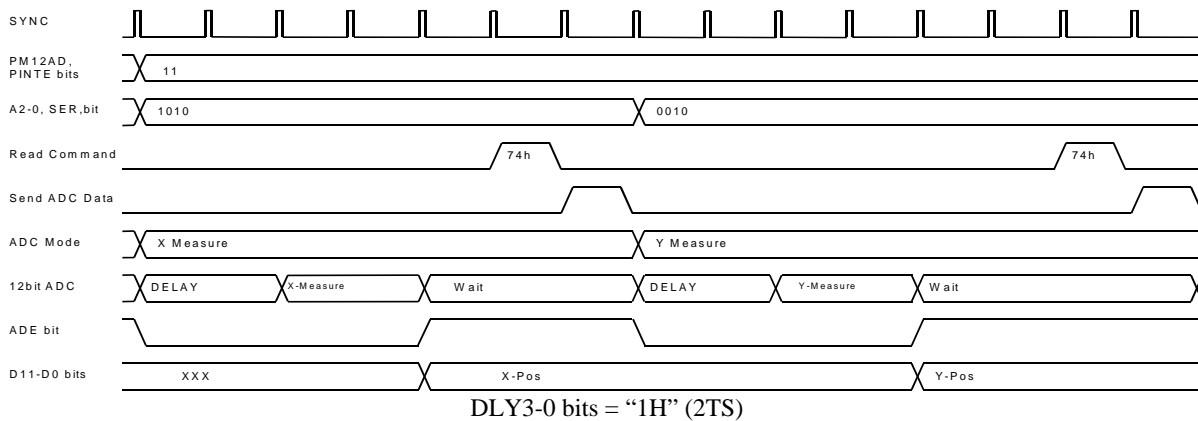 SYNC
PM12AD,
PINTE bits
11
A2-0, SER,bit
1010
0010
Read Command
74h
74h
Send ADC Data
ADC Mode
X Measure
Y Measure
12bit ADC
DELAY
X-Measure
Wait
DELAY
Y-Measure
Wait
ADE bit
D11-D0 bits
XXX
X-Pos
Y-Pos
DLY3-0 bits = “1H” (2TS)